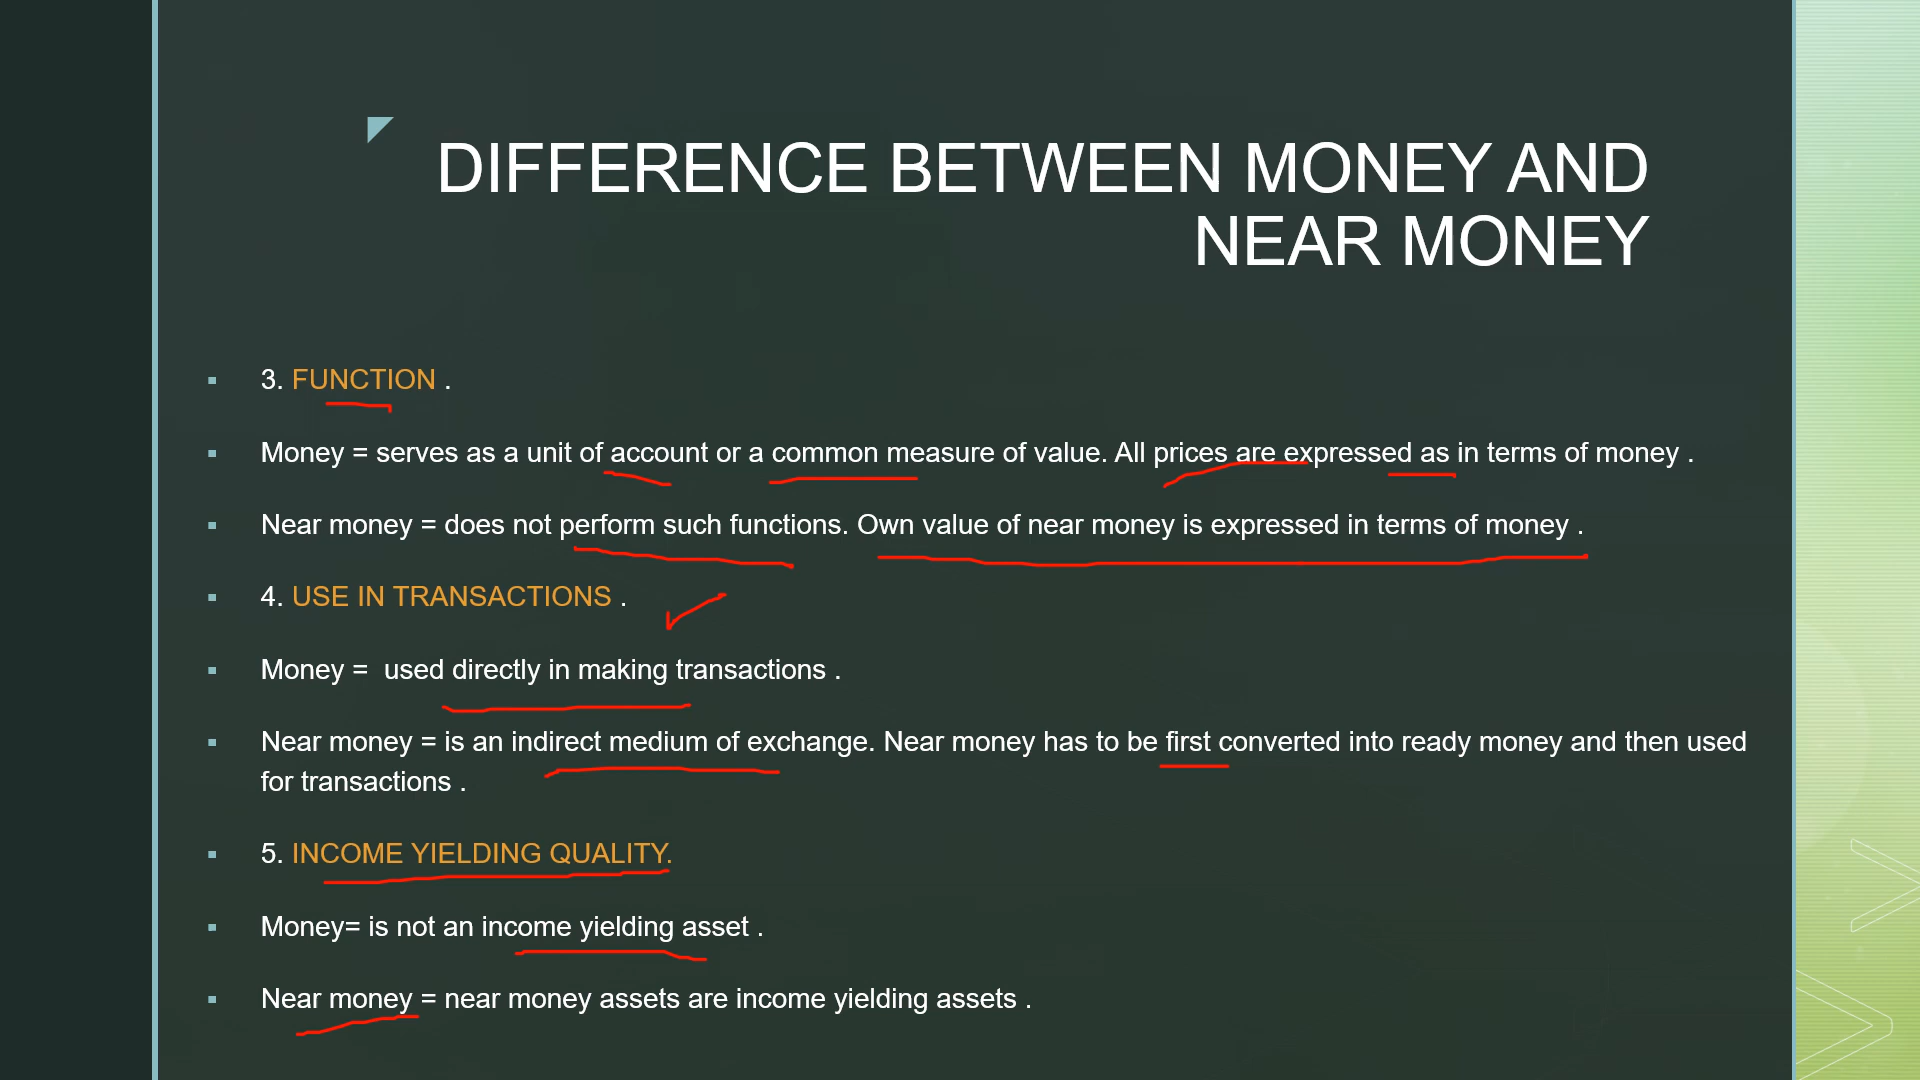 DIFFERENCE BETWEEN MONEY AND
NEAR MONEY
3. FUNCTION .
Money = serves as a unit of account or a common measure of value. All prices are expressed as in terms of money .
Near money = does not perform such functions. Own value of near money is expressed in terms of money .
4. USE IN TRANSACTIONS .
Money =  used directly in making transactions .
Near money = is an indirect medium of exchange. Near money has to be first converted into ready money and then used
for transactions .
5. INCOME YIELDING QUALITY.
Money= is not an income yielding asset .
Near money = near money assets are income yielding assets .